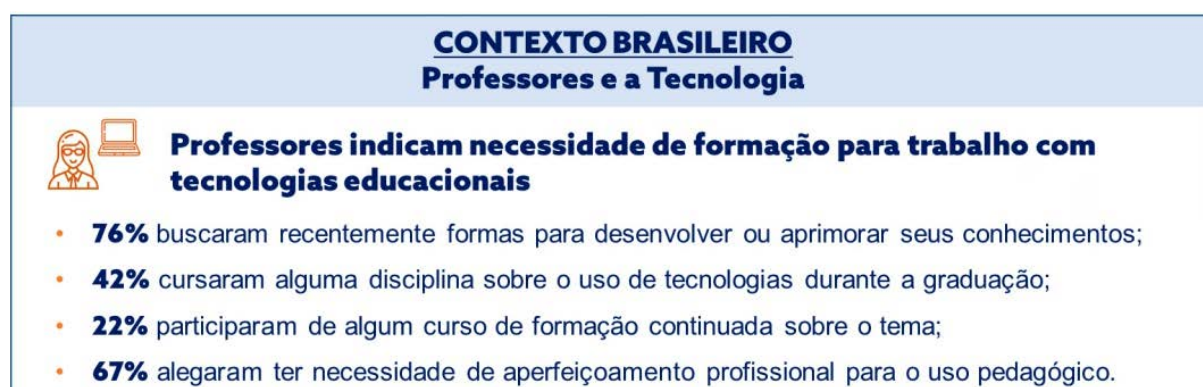 CONTEXTO BRASILEIRO
Professores e a Tecnologia
Professores indicam necessidade de formação para trabalho com
tecnologias educacionais
• 76% buscaram recentemente formas para desenvolver ou aprimorar seus conhecimentos;
• 42% cursaram alguma disciplina sobre o uso de tecnologias durante a graduação;
• 22% participaram de algum curso de formação continuada sobre o tema;
• 67% alegaram ter necessidade de aperfeiçoamento profissional para o uso pedagógico.